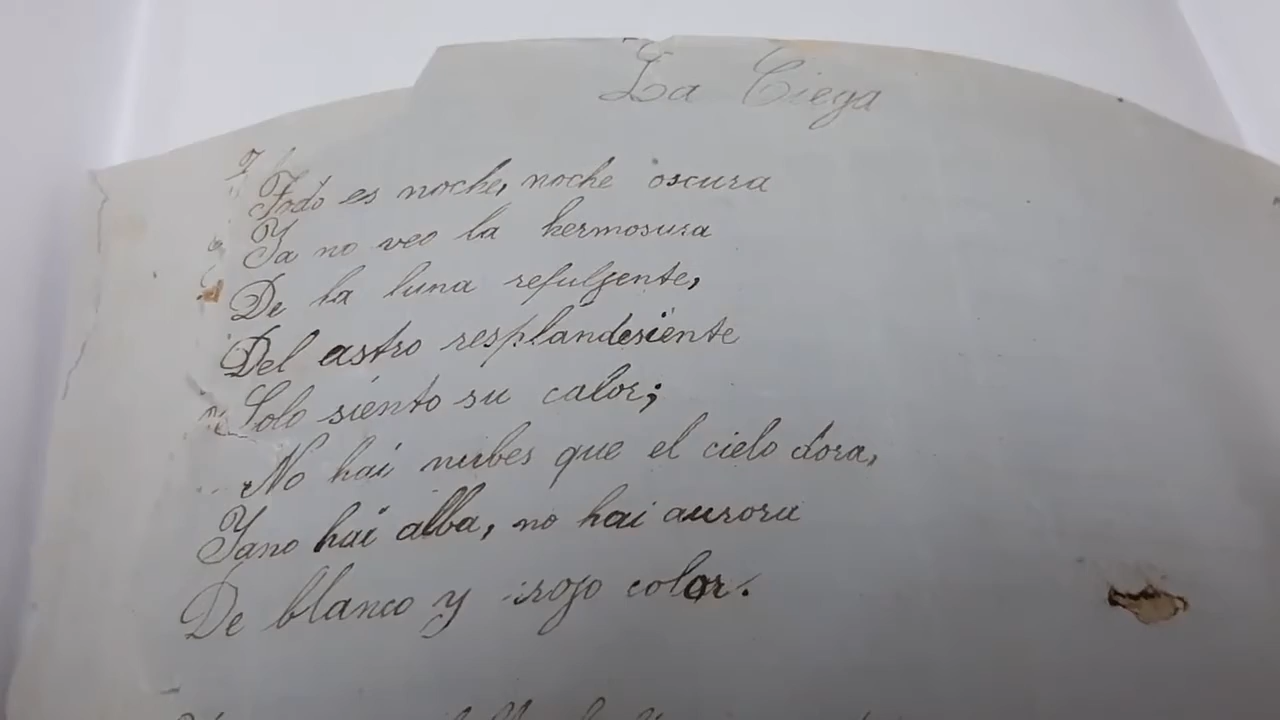 La Ciega
Todo es noche, noche oscura
Ya no veo la hermosura
De la luna refulgente,
Del astro resplandesiente
Solo siento su calor;
No hai nubes que el cielo dora,
Yano hai alba, no hai aurora
De blanco y rojo color.